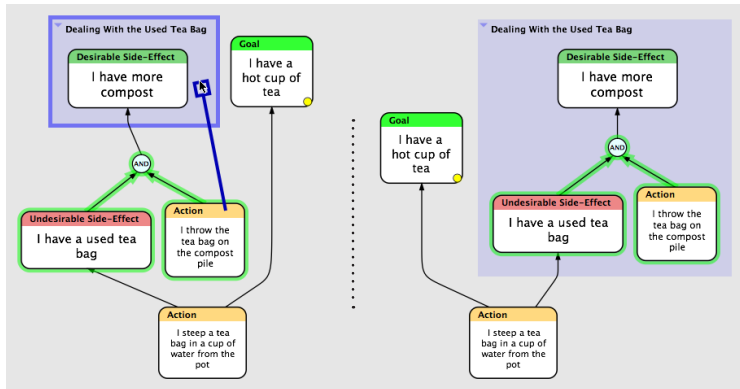 Dealing With the Used Tea Bag
Desirable Side-Effect
I have more
compost
Goal
I have a
hot cup of
tea
AND
Undesirable Side-Effect
I have a used tea
bag
Action
I throw the
tea bag on
the compost
pile
Action
I steep a tea
bag in a cup of
water from the
pot
Dealing With the Used Tea Bag
Desirable Side-Effect
I have more
compost
Goal
I have a
hot cup of
tea
AND
Undesirable Side-Effect
I have a used tea
bag
Action
I throw the
tea bag on
the compost
pile
Action
I steep a tea
bag in a cup of
water from the
pot